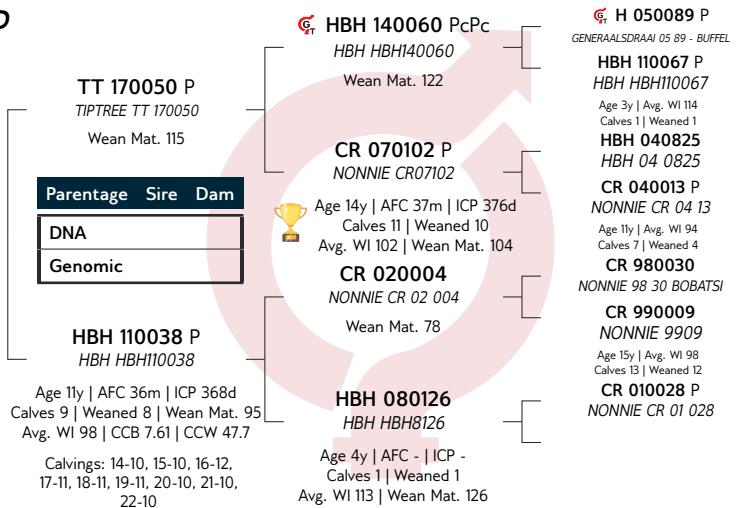 HBH 140060 PcPc
HBH HBH140060
Wean Mat. 122
H 050089 P
GENERAALSDRAAI 05 89 - BUFFEL
HBH 110067 P
HBH HBH110067
Age 3y | Avg. WI 114
Calves 1 | Weaned 1
TT 170050 P
TIPTREE TT 170050
Wean Mat. 115
CR 070102 P
NONNIE CR07102
Age 14y | AFC 37m | ICP 376d
Calves 11 | Weaned 10
Avg. WI 102 | Wean Mat. 104
HBH 040825
HBH 04 0825
CR 040013 P
NONNIE CR 04 13
Age 11y | Avg. WI 94
Calves 7 | Weaned 4
Parentage Sire Dam
DNA
Genomic
CR 020004
NONNIE CR 02 004
Wean Mat. 78
CR 980030
NONNIE 98 30 BOBATSI
CR 990009
NONNIE 9909
Age 15y | Avg. WI 98
Calves 13 | Weaned 12
HBH 110038 P
HBH HBH110038
Age 11y | AFC 36m | ICP 368d
Calves 9 | Weaned 8 | Wean Mat. 95
Avg. WI 98 | CCB 7.61 | CCW 47.7
Calvings: 14-10, 15-10, 16-12,
17-11, 18-11, 19-11, 20-10, 21-10,
22-10
HBH 080126
HBH HBH8126
Age 4y | AFC - | ICP -
Calves 1 | Weaned 1
Avg. WI 113 | Wean Mat. 126
CR 010028 P
NONNIE CR 01 028